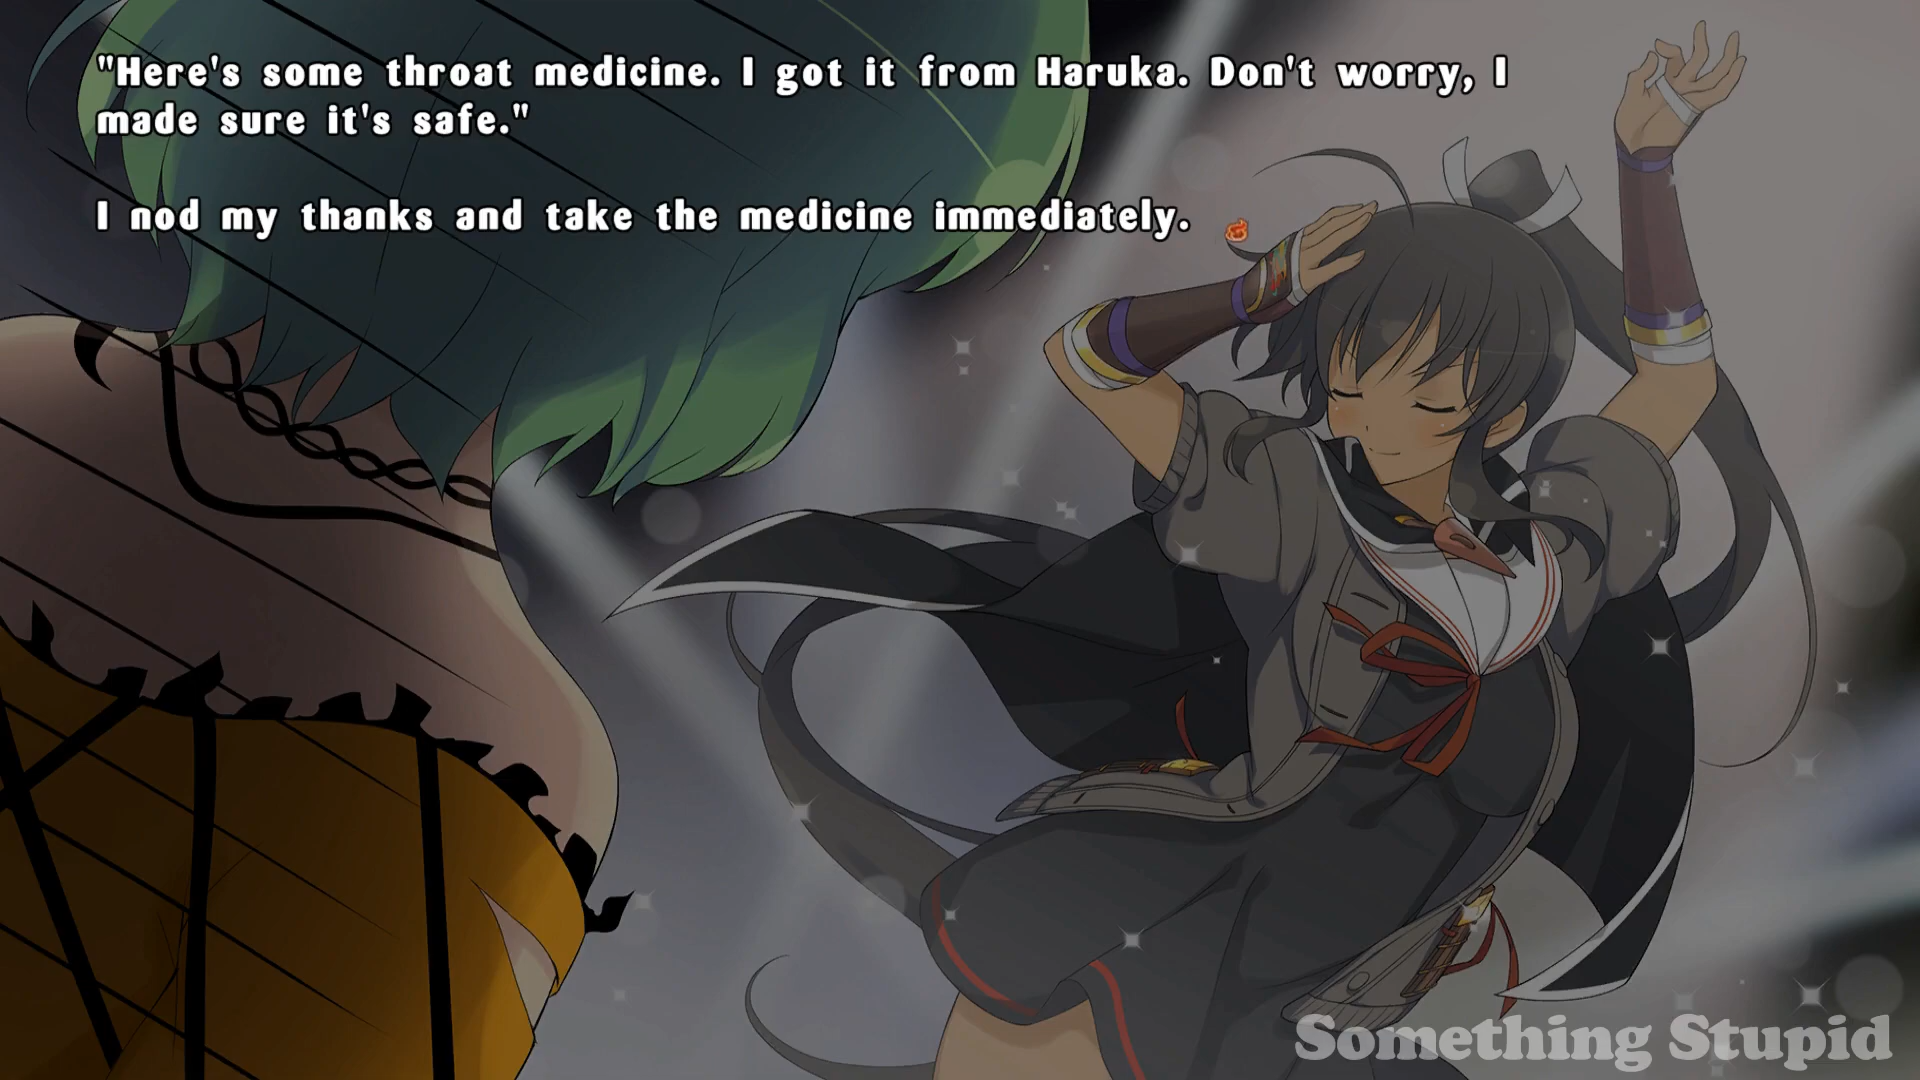 "Here's some throat medicine. I got it from Haruka. Don't worry, I
made sure it's safe."
I nod my thanks and take the medicine immediately.
Something Stupid